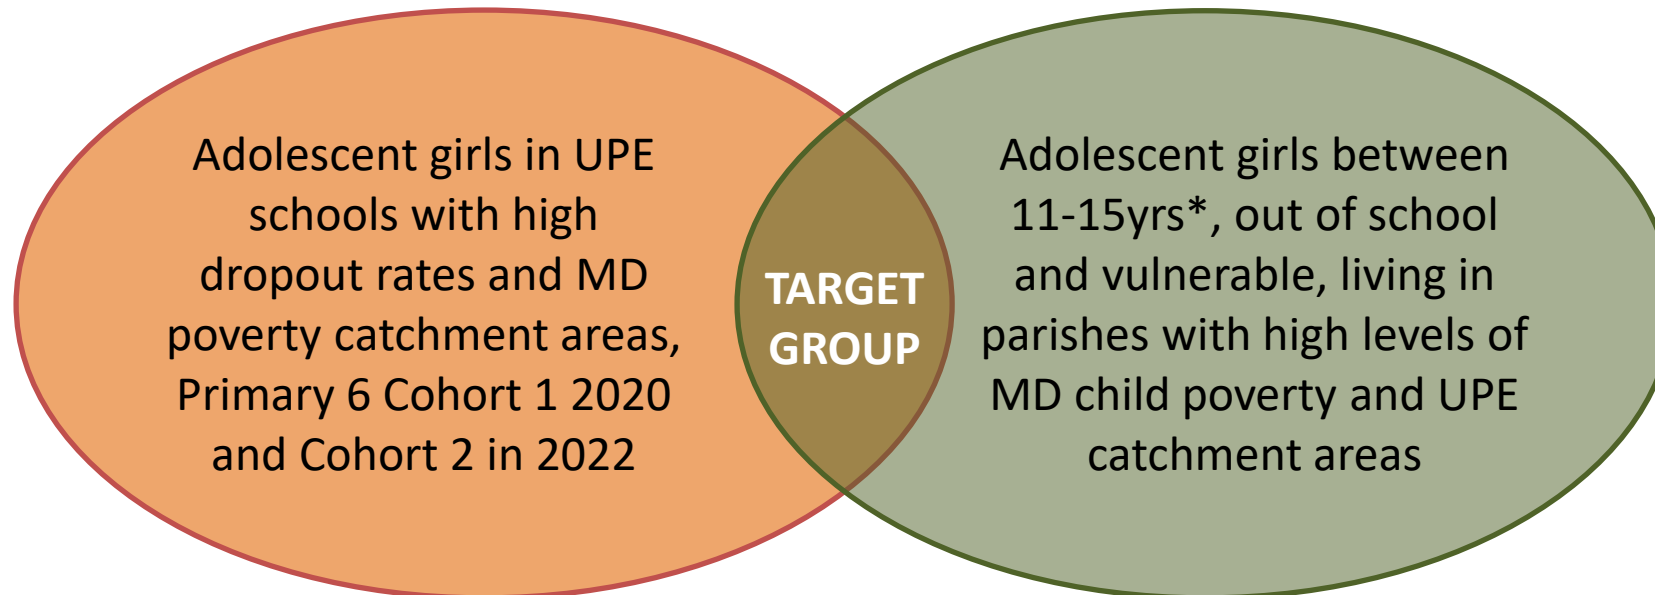 Adolescent girls in UPE
schools with high
dropout rates and MD
poverty catchment areas,
Primary 6 Cohort 1 2020
and Cohort 2 in 2022
TARGET
GROUP
Adolescent girls between
11-15yrs*, out of school
and vulnerable, living in
parishes with high levels of
MD child poverty and UPE
catchment areas